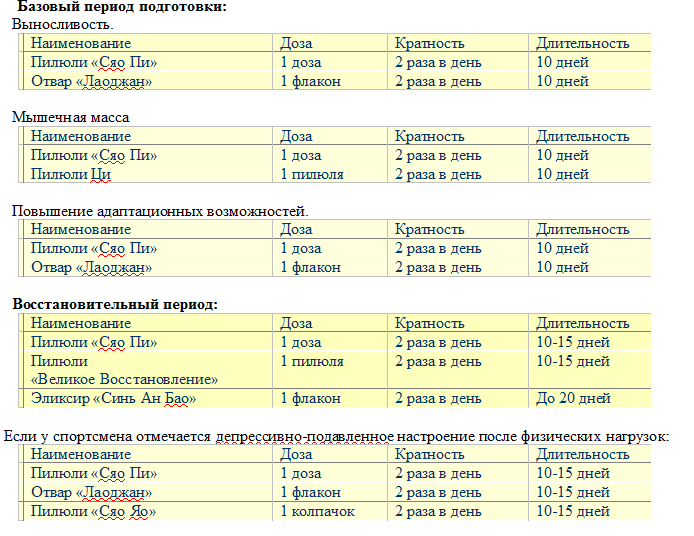 Базовый период подготовки:
Выносливость.
Наименование Доза Кратность Длительность
Пилюли «Сяо Пи» 1 доза 2 раза в день 10 дней
Отвар «Лаоджан» 1 флакон 2 раза в день 10 дней
Мышечная масса
Наименование Доза Кратность Длительность
Пилюли «Сяо Пи» 1 доза 2 раза в день 10 дней
Пилюли Ци 1 пилюля 2 раза в день 10 дней
Повышение адаптационных возможностей.
Наименование Доза Кратность Длительность
Пилюли «Сяо Пи» 1 доза 2 раза в день 10 дней
Отвар «Лаоджан» 1 флакон 2 раза в день 10 дней
Восстановительный период:
Наименование Доза Кратность Длительность
Пилюли «Сяо Пи» 1 доза 2 раза в день 10-15 дней
Пилюли 1 пилюля 2 раза в день 10-15 дней
«Великое Восстановление»
Эликсир «Синь Ан Бао» 1 флакон 2 раза в день До 20 дней
Если у спортсмена отмечается депрессивно-подавленное настроение после физических нагрузок:
Наименование Доза Кратность Длительность
Пилюли «Сяо Пи» 1 доза 2 раза в день 10-15 дней
Отвар «Лаоджан» 1 флакон 2 раза в день 10-15 дней
Пилюли «Сяо Яо» 1 колпачок 2 раза в день 10-15 дней